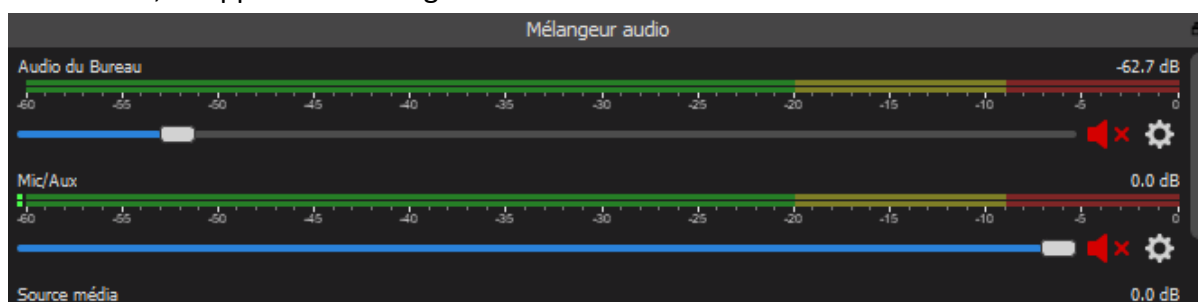 Mélangeur audio
Audio du Bureau -62.7 dB
-60 -55 -50 -45 -40 -35 -30 -25 -20 -15 -10 -5 0
Mic/Aux 0.0 dB
-60 -55 -50 -45 -40 -35 -30 -25 -20 -15 -10 -5 0
Source média 0.0 dB